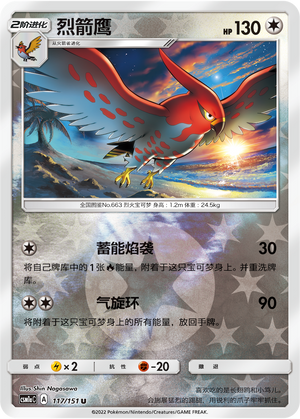 2阶进化
烈箭鹰
HP 130
从火箭雀进化
全国图鉴No.663 烈火宝可梦 身高：1.2m 体重：24.5kg
蓄能焰袭 30
将自己牌库中的1张能量，附着于这只宝可梦身上。并重洗牌库。
气旋环 90
将附着于这只宝可梦身上的所有能量，放回手牌。
弱点 ×2 抵抗力 -20 撤退
Illus. Shin Nagasawa
csm1aC A 117/151 U
©2022 Pokémon/Nintendo/Creatures/GAME FREAK.